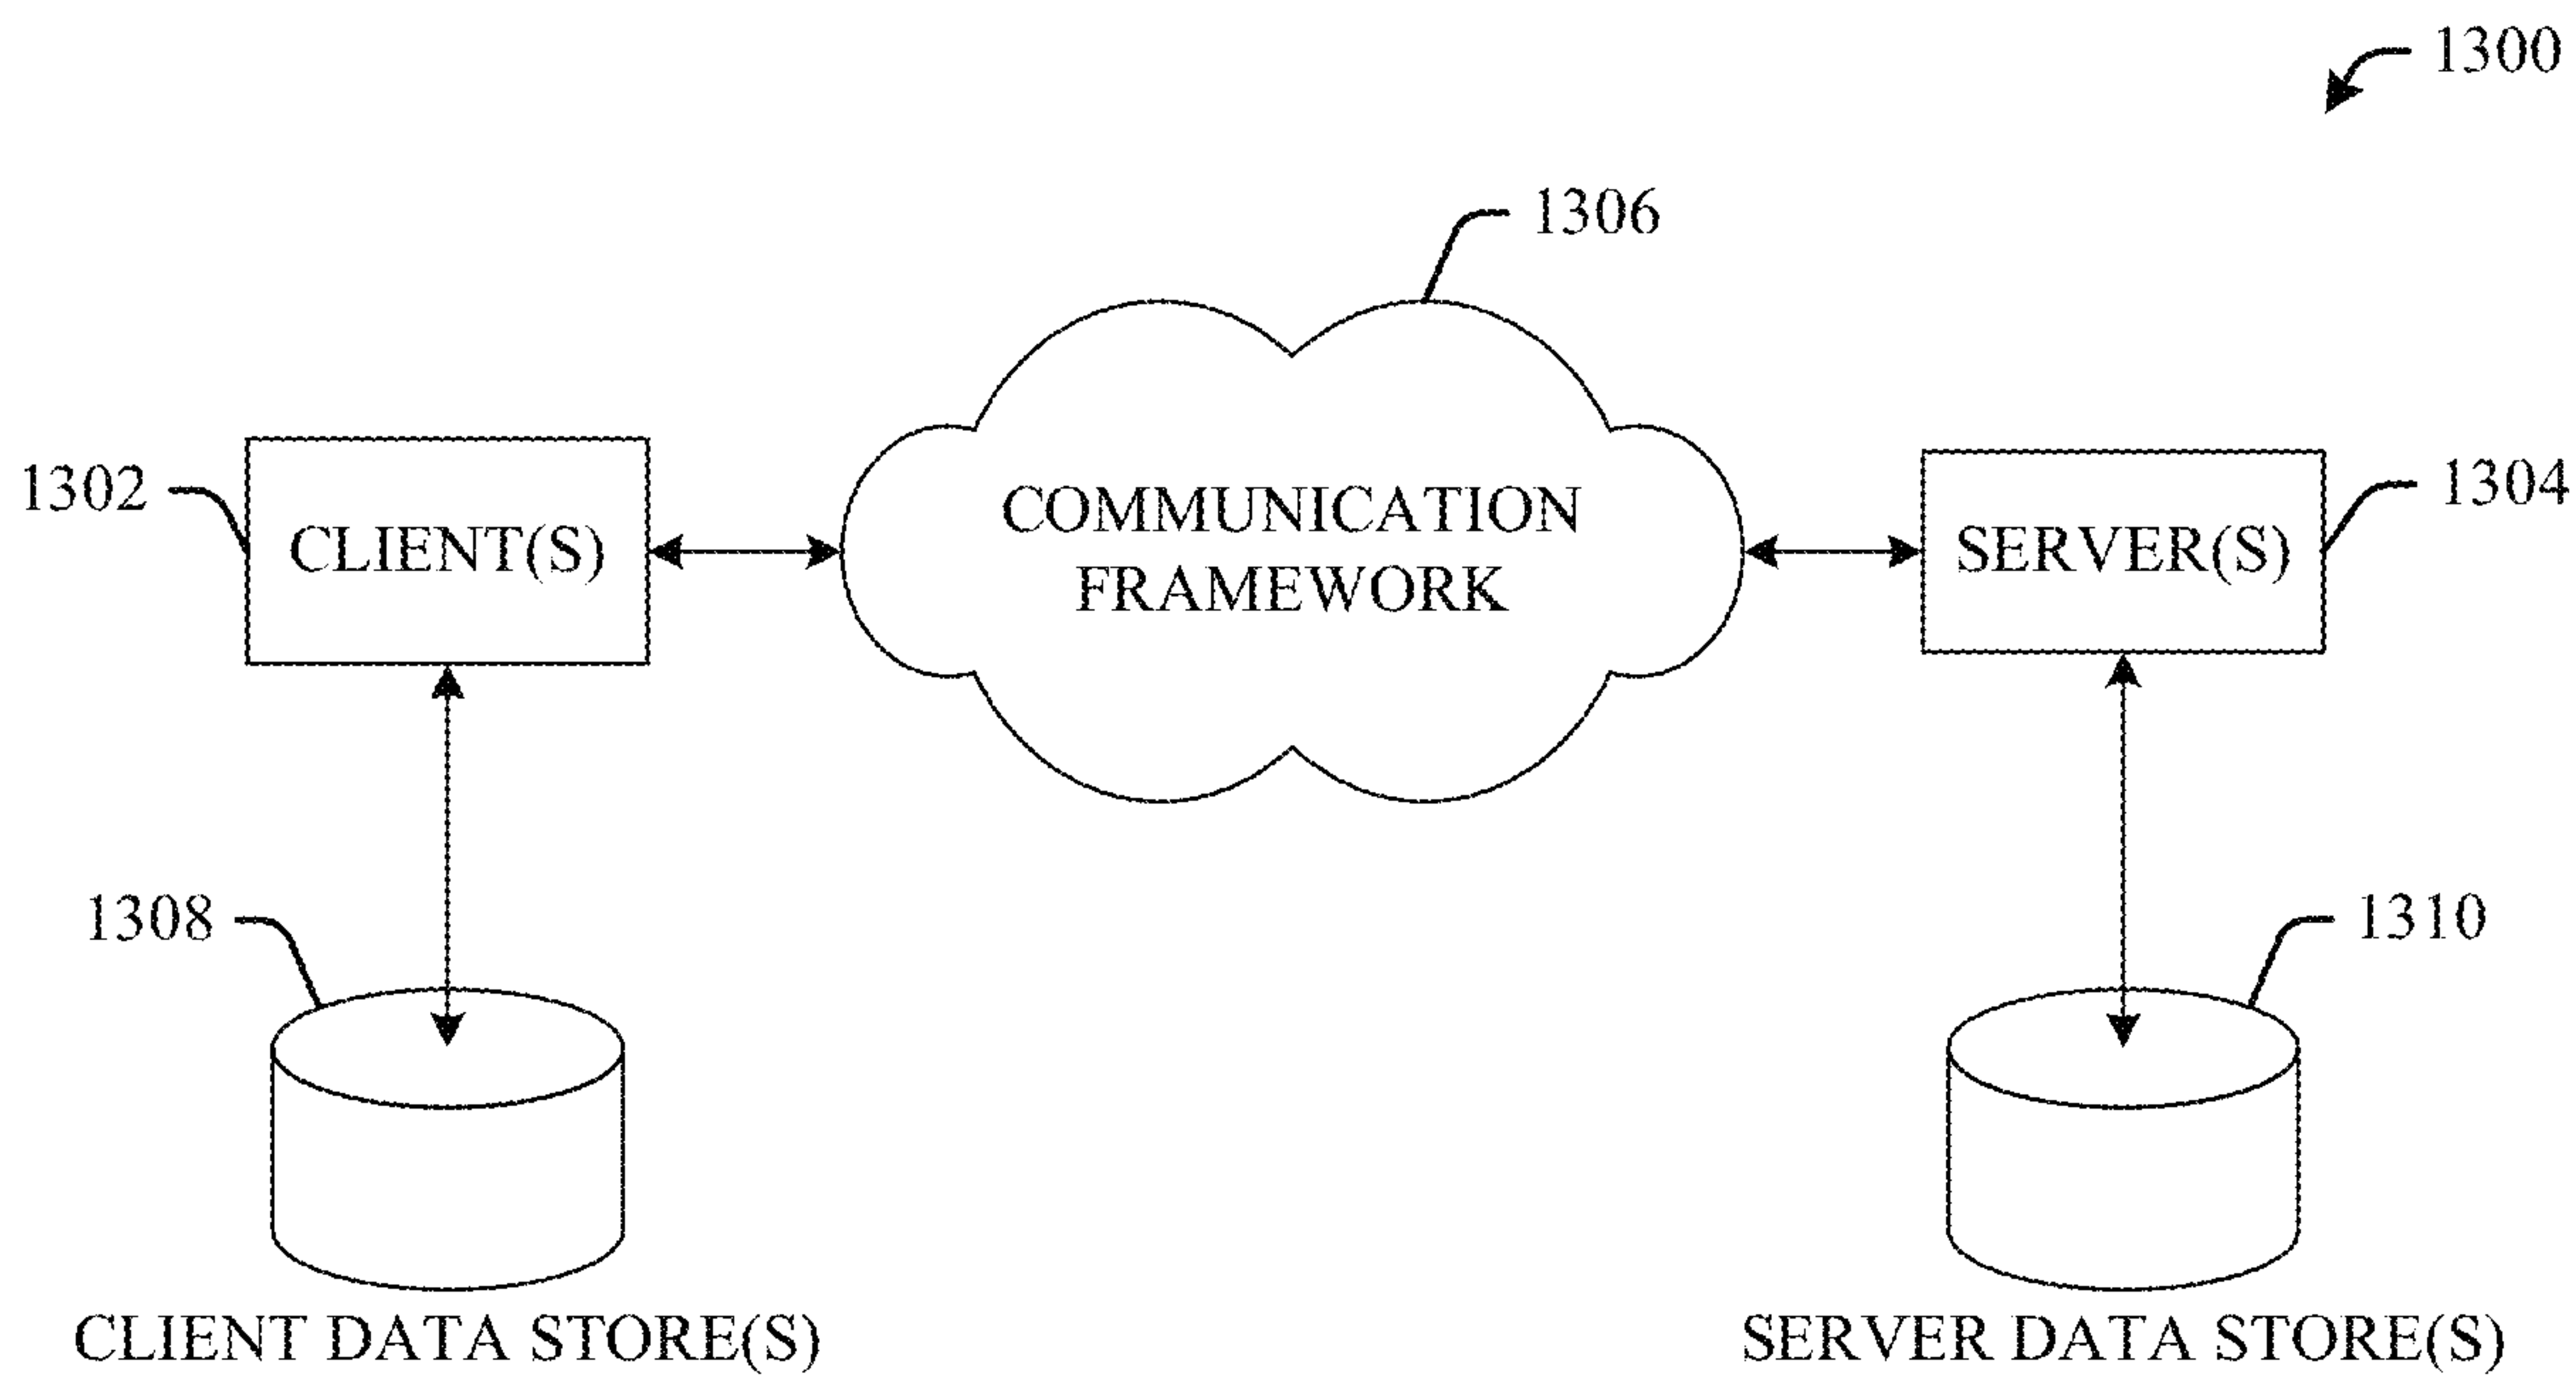 1300
1306
1302
CLIENT(S)
COMMUNICATION
FRAMEWORK
SERVER(S)
1304
1308
1310
CLIENT DATA STORE(S)
SERVER DATA STORE(S)